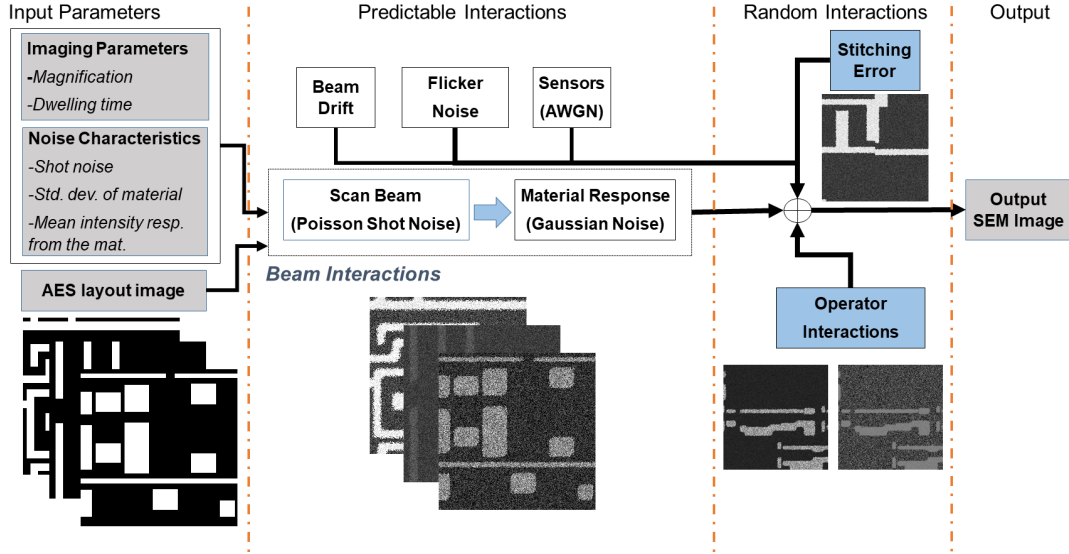 Input Parameters
Predictable Interactions
Random Interactions
Output
Imaging Parameters
-Magnification
-Dwelling time
Noise Characteristics
-Shot noise
-Std. dev. of material
-Mean intensity resp.
from the mat.
AES layout image
Beam
Drift
Flicker
Noise
Sensors
(AWGN)
Scan Beam
(Poisson Shot Noise)
Material Response
(Gaussian Noise)
Beam Interactions
Stitching
Error
Operator
Interactions
Output
SEM Image